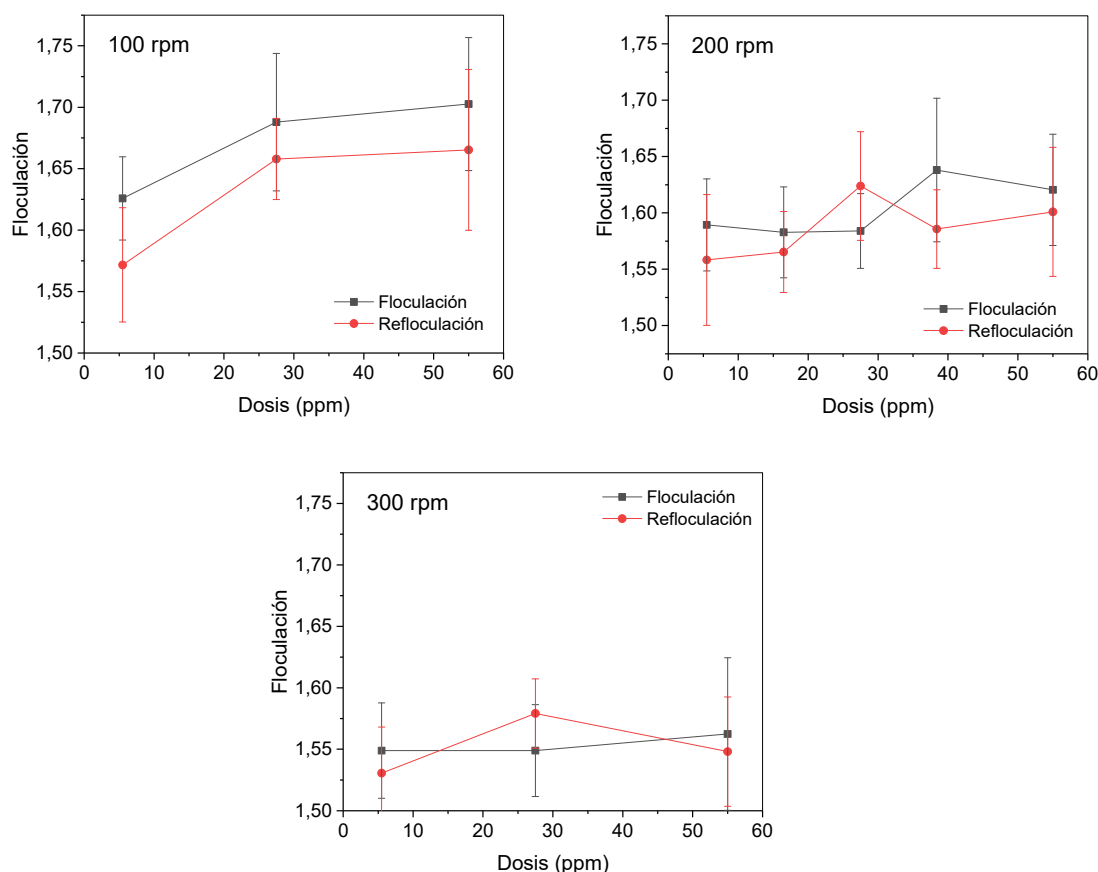 100 rpm
1,75
1,70
1,65
1,60
1,55
1,50
Floculación
Floculación
Refloculación
0 10 20 30 40 50 60
Dosis (ppm)
200 rpm
1,75
1,70
1,65
1,60
1,55
1,50
Floculación
Floculación
Refloculación
0 10 20 30 40 50 60
Dosis (ppm)
300 rpm
1,75
1,70
1,65
1,60
1,55
1,50
Floculación
Floculación
Refloculación
0 10 20 30 40 50 60
Dosis (ppm)